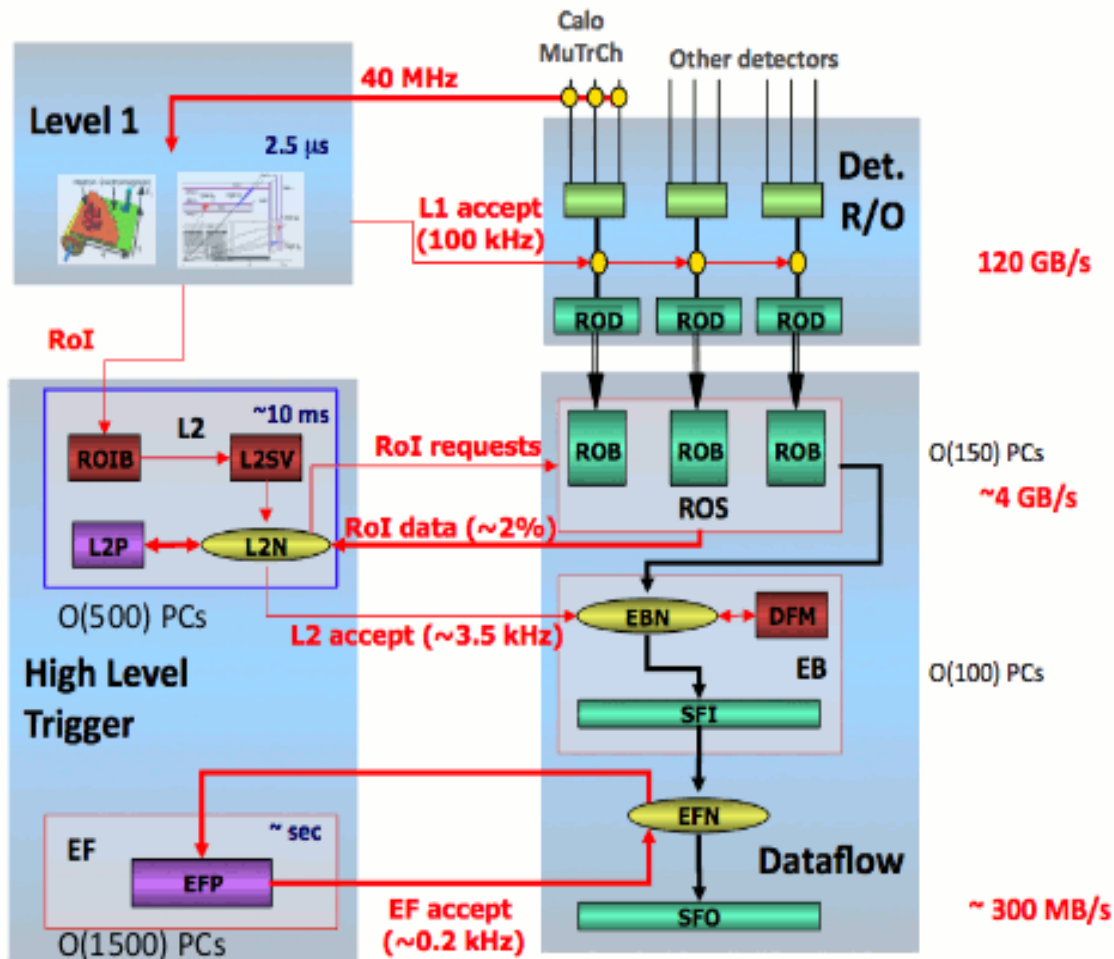 Calo
MuTrCh
Other detectors
40 MHz
Level 1
2.5 µs
Det.
R/O
L1 accept
(100 kHz)
120 GB/s
ROD
ROD
ROD
RoI
~10 ms
L2
ROIB
L2SV
RoI requests
ROB
ROB
ROB
O(150) PCs
~4 GB/s
ROS
RoI data (~2%)
L2P
L2N
O(500) PCs
L2 accept (~3.5 kHz)
EBN
DFM
EB
O(100) PCs
High Level
Trigger
SFI
EFN
~ sec
EF
EFP
Dataflow
EF accept
(~0.2 kHz)
SFO
~ 300 MB/s
O(1500) PCs